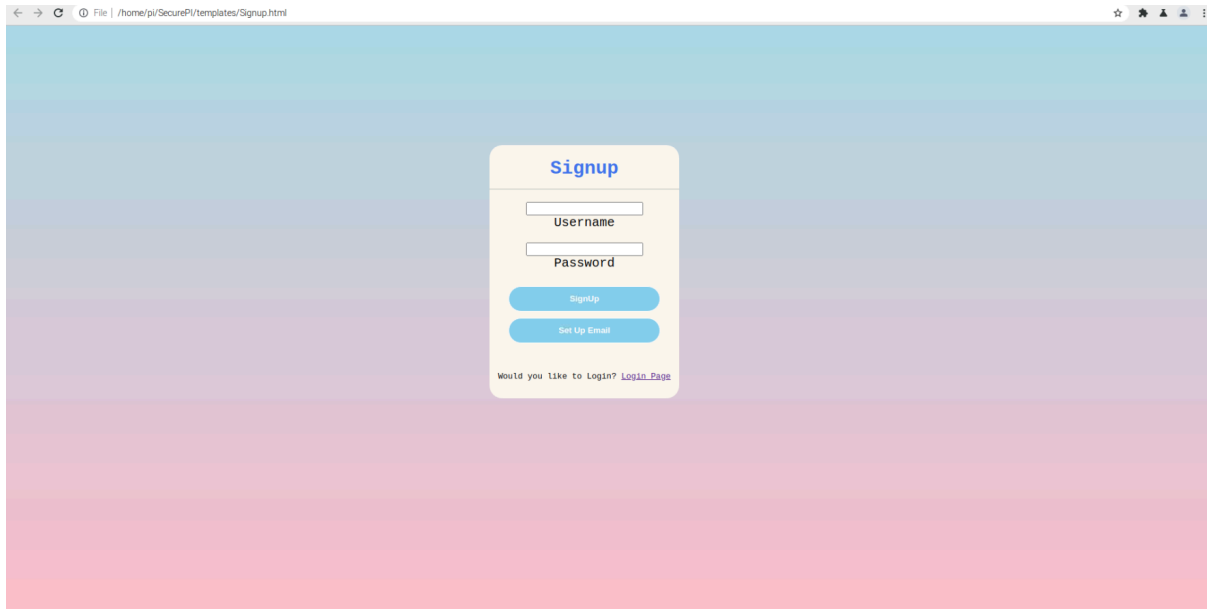 File | /home/pi/SecurePI/templates/Signup.html
Signup
Username
Password
SignUp
Set Up Email
Would you like to Login? Login Page